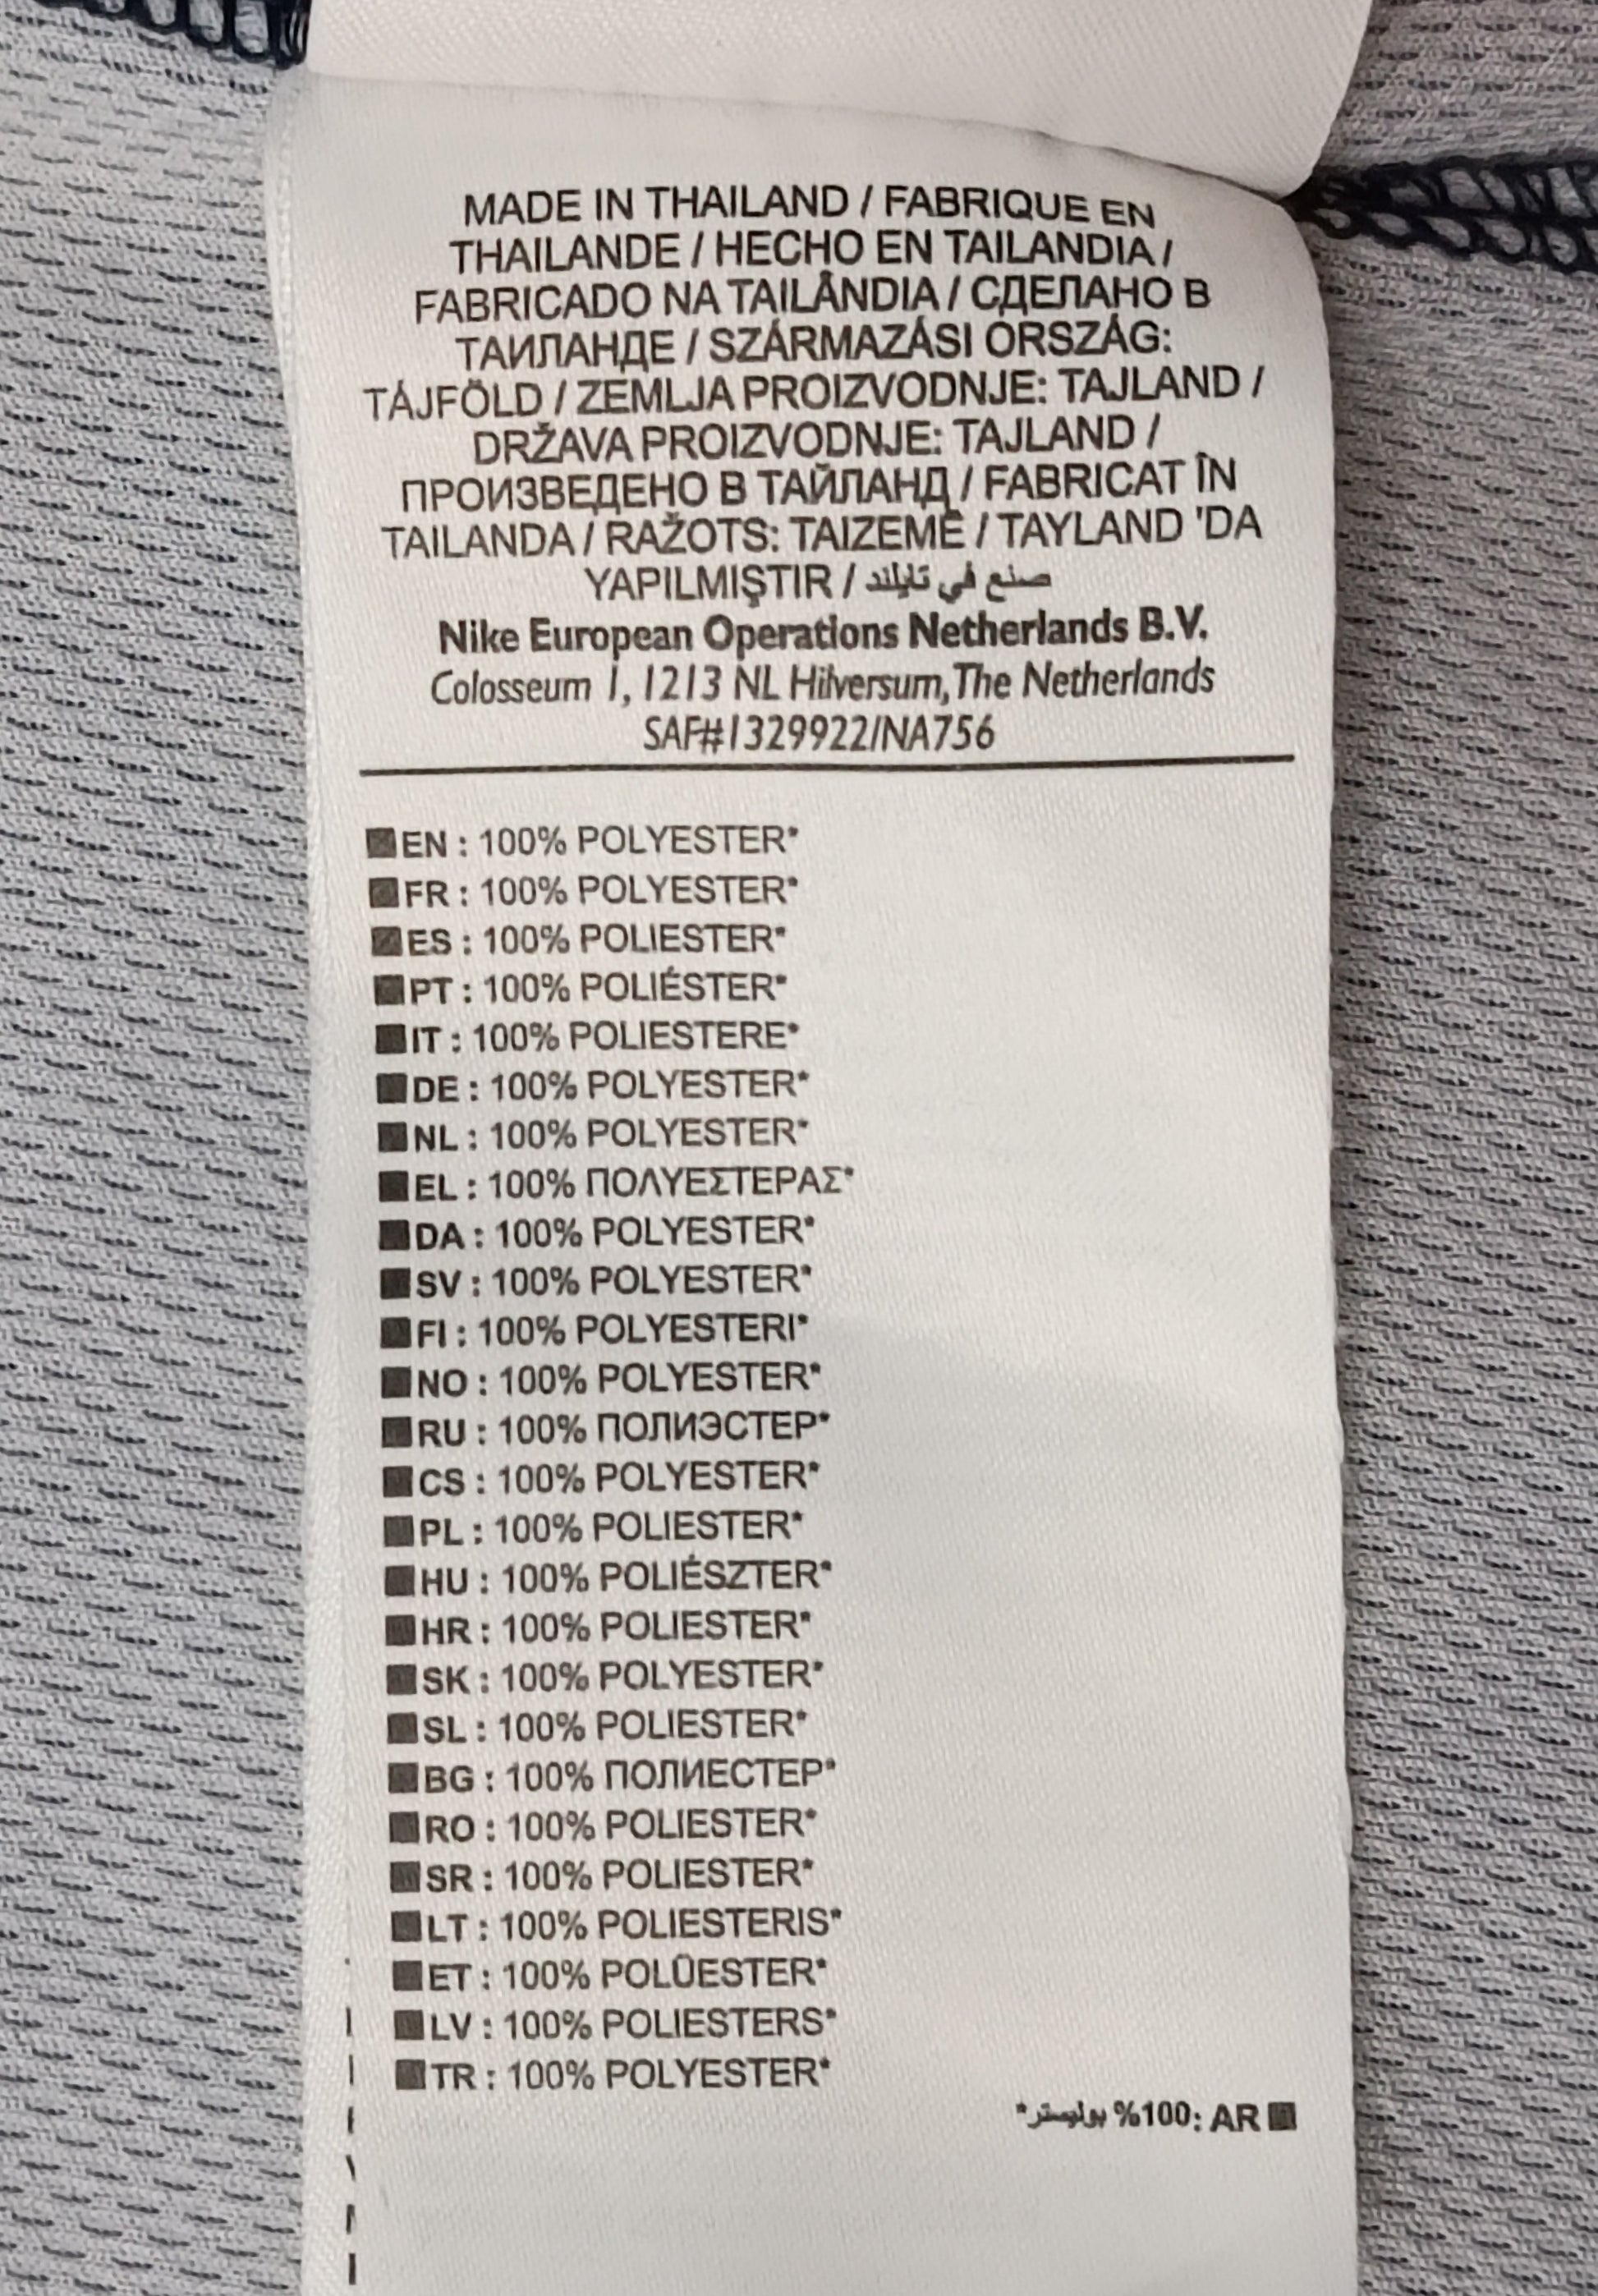 MADE IN THAILAND / FABRIQUE EN
THAILANDE / HECHO EN TAILANDIA /
FABRICADO NA TAILÂNDIA / СДЕЛАНО В
ТАИЛАНДЕ / SZÁRMAZÁSI ORSZÁG:
TÁJFÖLD / ZEMLJA PROIZVODNJE: TAJLAND /
DRŽAVA PROIZVODNJE: TAJLAND /
ПРОИЗВЕДЕНО В ТАЙЛАНД / FABRICAT ÎN
TAILANDA / RAŽOTS: TAIZEMĒ / TAYLAND 'DA
YAPILMIŞTIR / صنع في تايلند
Nike European Operations Netherlands B.V.
Colosseum 1, 1213 NL Hilversum, The Netherlands
SAF#1329922/NA756
■EN : 100% POLYESTER*
■FR : 100% POLYESTER*
■ES : 100% POLIESTER*
■PT : 100% POLIÉSTER*
■IT : 100% POLIESTERE*
■DE : 100% POLYESTER*
■NL : 100% POLYESTER*
■EL : 100% ΠΟΛΥΕΣΤΕΡΑΣ*
■DA : 100% POLYESTER*
■SV : 100% POLYESTER*
■FI : 100% POLYESTERI*
■NO : 100% POLYESTER*
■RU : 100% ПОЛИЭСТЕР*
■CS : 100% POLYESTER*
■PL : 100% POLIESTER*
■HU : 100% POLIÉSZTER*
■HR : 100% POLIESTER*
■SK : 100% POLYESTER*
■SL : 100% POLIESTER*
■BG : 100% ПОЛИЕСТЕР*
■RO : 100% POLIESTER*
■SR : 100% POLIESTER*
■LT : 100% POLIESTERIS*
■ET : 100% POLÜESTER*
■LV : 100% POLIESTERS*
■TR : 100% POLYESTER*
■ AR :100% بوليستر*